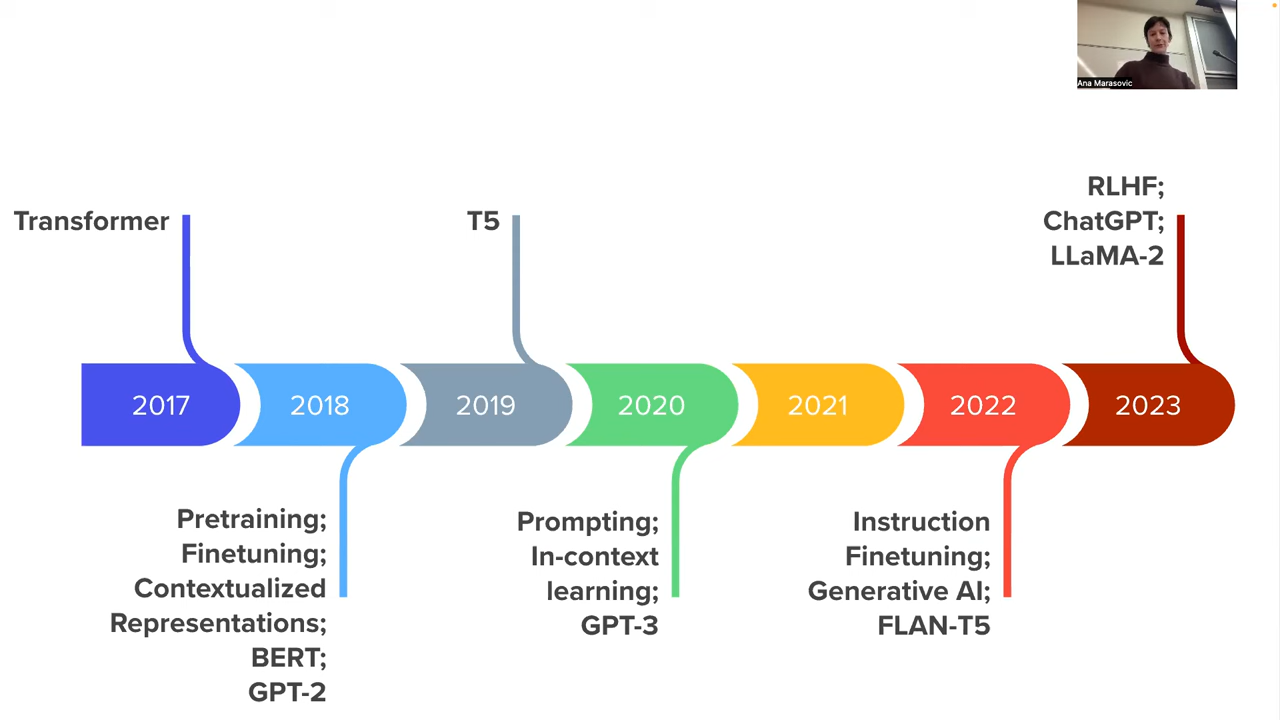 Ana Marasovic
RLHF;
ChatGPT;
LLaMA-2
Transformer
T5
2017
2018
2019
2020
2021
2022
2023
Pretraining;
Finetuning;
Contextualized
Representations;
BERT;
GPT-2
Prompting;
In-context
learning;
GPT-3
Instruction
Finetuning;
Generative AI;
FLAN-T5